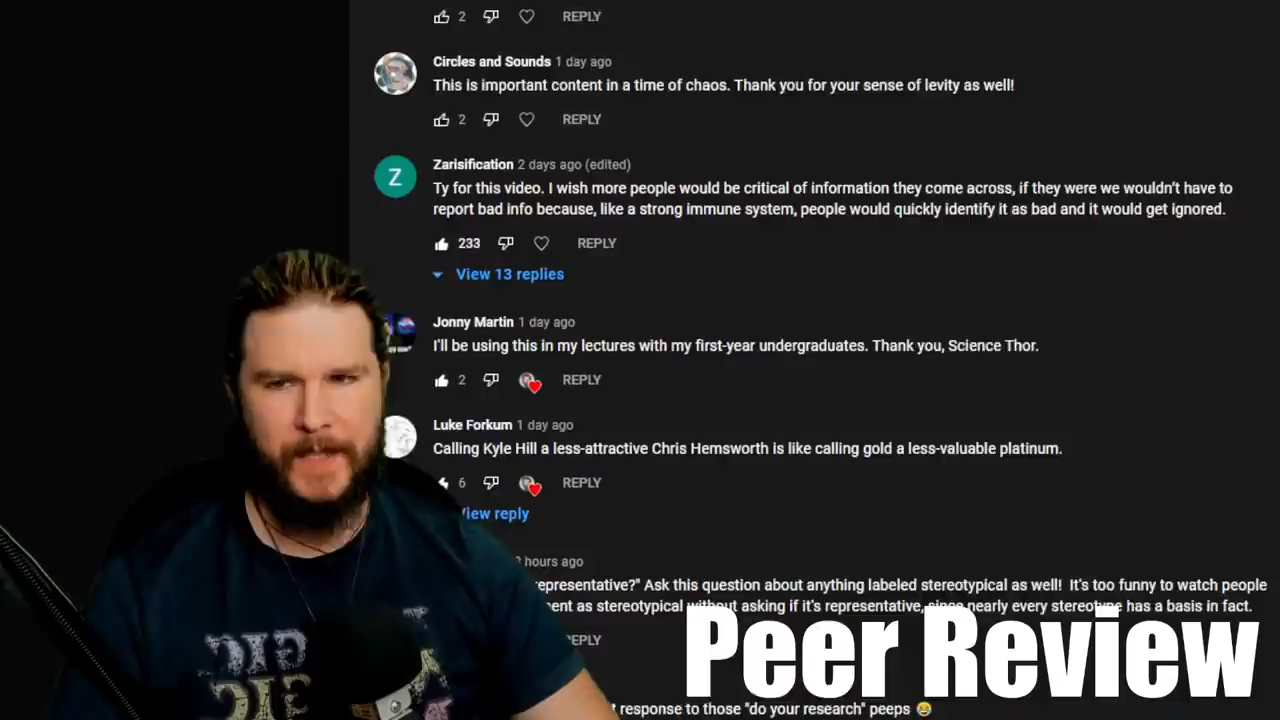 2 REPLY
Circles and Sounds 1 day ago
This is important content in a time of chaos. Thank you for your sense of levity as well!
2 REPLY
Z
Zarisification 2 days ago (edited)
Ty for this video. I wish more people would be critical of information they come across, if they were we wouldn't have to
report bad info because, like a strong immune system, people would quickly identify it as bad and it would get ignored.
233 REPLY
View 13 replies
Jonny Martin 1 day ago
I'll be using this in my lectures with my first-year undergraduates. Thank you, Science Thor.
2 REPLY
Luke Forkum 1 day ago
Calling Kyle Hill a less-attractive Chris Hemsworth is like calling gold a less-valuable platinum.
6 REPLY
View reply
hours ago
representative?" Ask this question about anything labeled stereotypical as well! It's too funny to watch people
as stereotypical without asking if it's representative, since nearly every stereotype has a basis in fact.
REPLY
Peer Review
response to those "do your research" peeps 😂
DIE